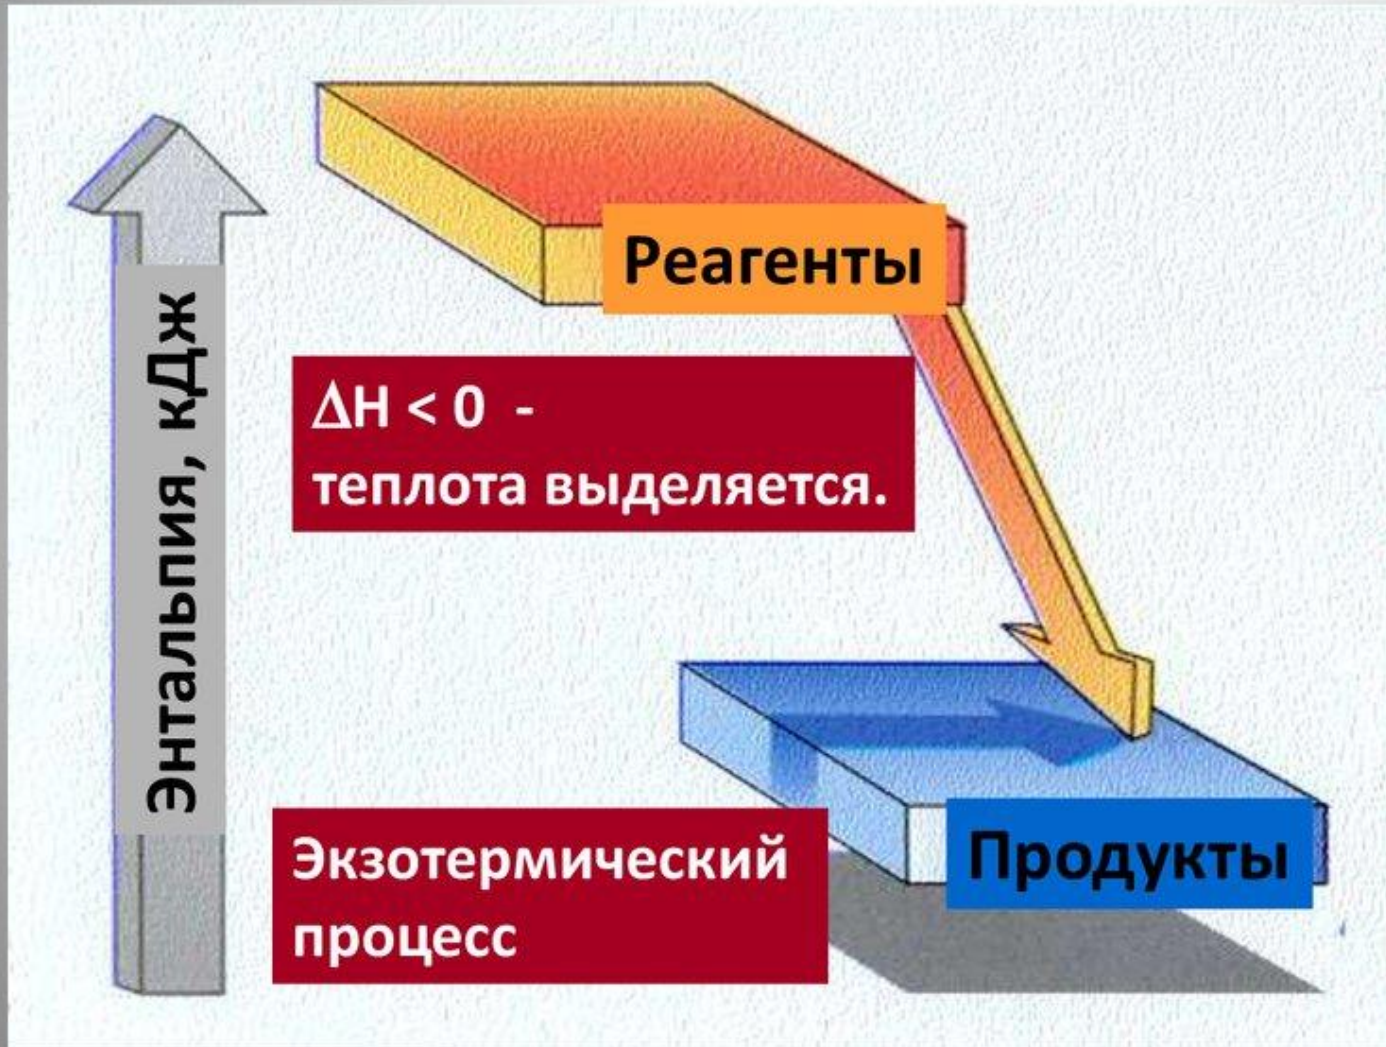 Реагенты
Энтальпия, кДж
ΔH < 0 -
теплота выделяется.
Экзотермический
процесс
Продукты